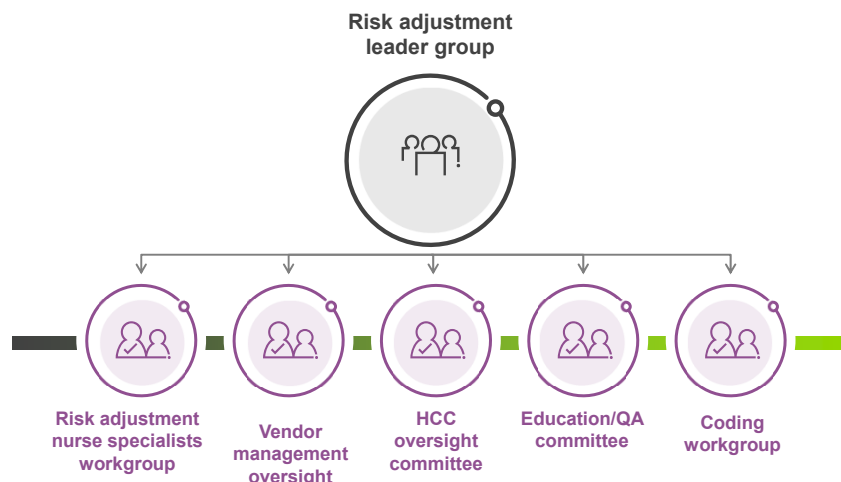 Risk adjustment
leader group
Risk adjustment
nurse specialists
workgroup
Vendor
management
oversight
HCC
oversight
committee
Education/QA
committee
Coding
workgroup